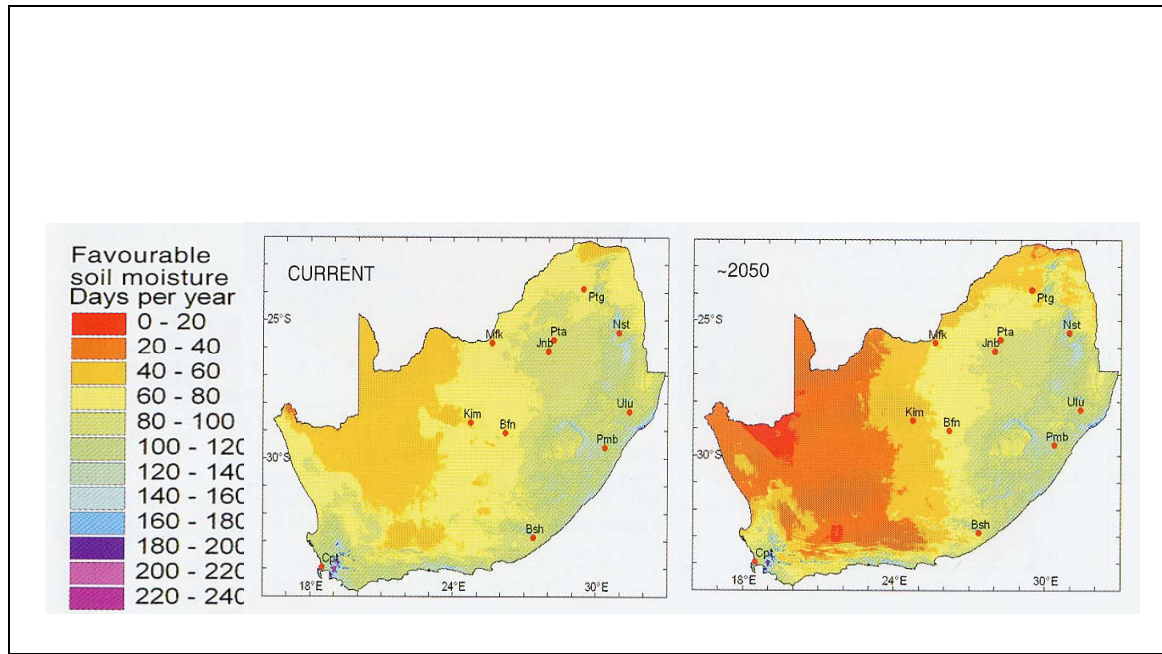 Favourable
soil moisture
Days per year
0 - 20
20 - 40
40 - 60
60 - 80
80 - 100
100 - 120
120 - 140
140 - 160
160 - 180
180 - 200
200 - 220
220 - 240
CURRENT
Ptg
25°S
Mfk
Pta
Nst
Jnb
Kim
Bfn
Ulu
30°S
Pmb
Bsh
Cpt
18°E
24°E
30°E
~2050
Ptg
25°S
Mfk
Pta
Nst
Jnb
Kim
Bfn
Ulu
30°S
Pmb
Bsh
Cpt
18°E
24°E
30°E